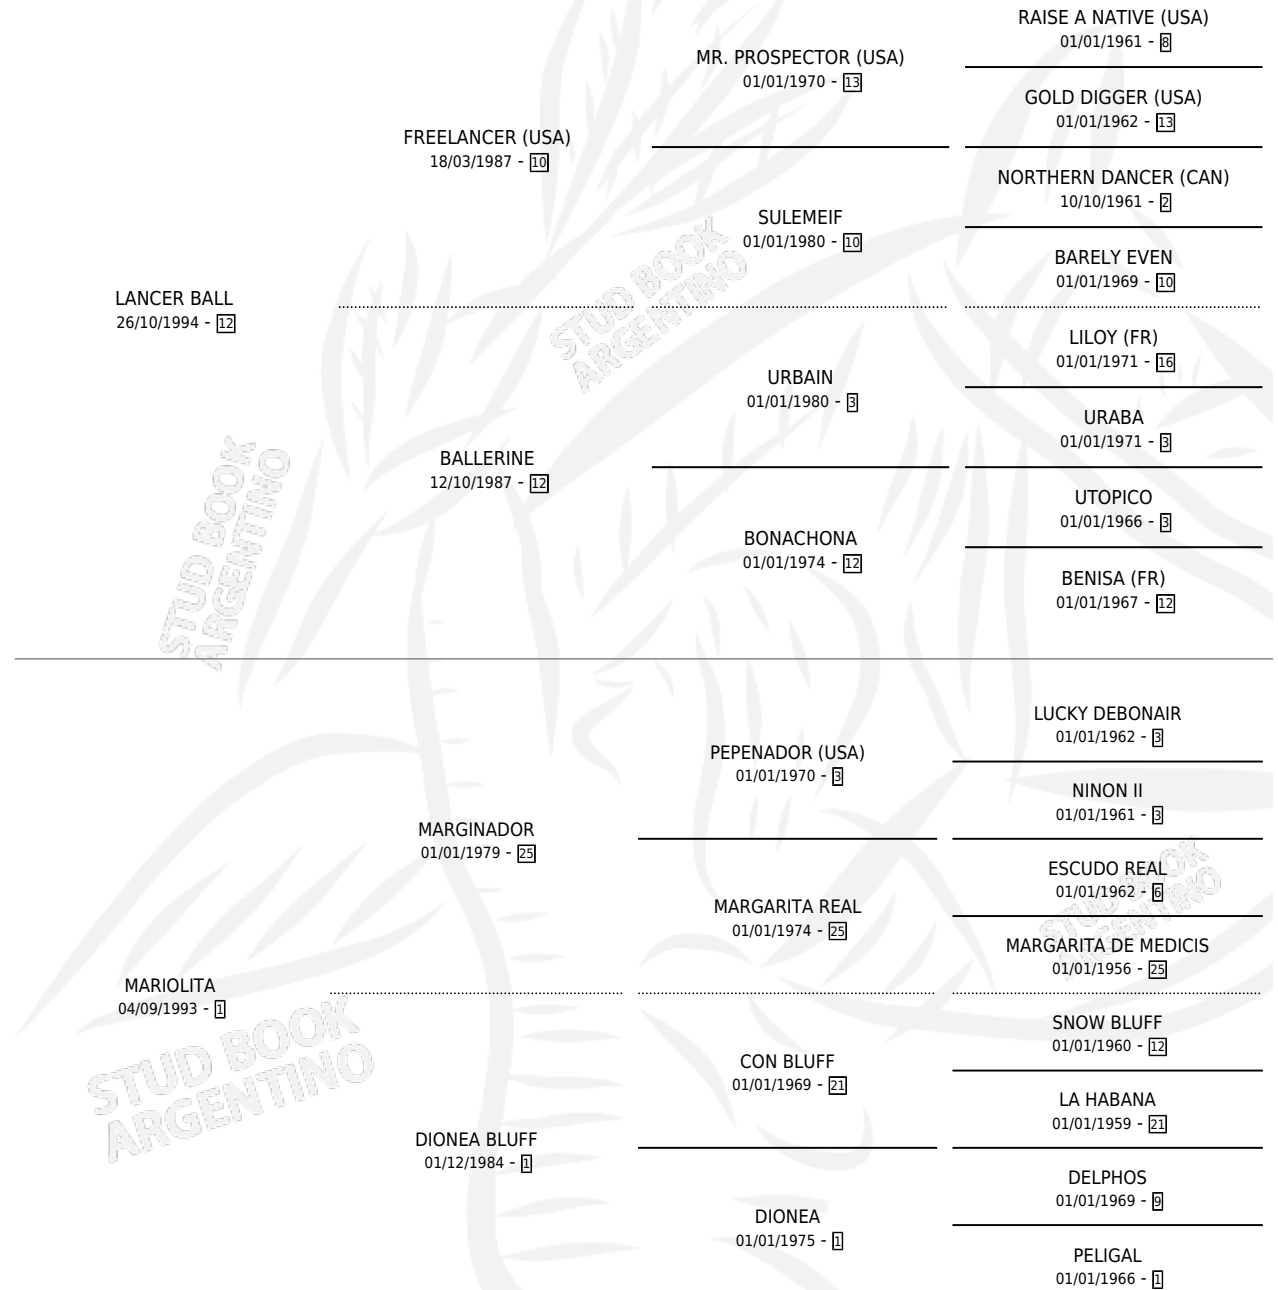 RAISE A NATIVE (USA)
01/01/1961 - 8
MR. PROSPECTOR (USA)
01/01/1970 - 13
GOLD DIGGER (USA)
01/01/1962 - 13
FREELANCER (USA)
18/03/1987 - 10
NORTHERN DANCER (CAN)
10/10/1961 - 2
SULEMEIF
01/01/1980 - 10
BARELY EVEN
01/01/1969 - 10
LANCER BALL
26/10/1994 - 12
LILOY (FR)
01/01/1971 - 16
URBAIN
01/01/1980 - 3
URABA
01/01/1971 - 3
BALLERINE
12/10/1987 - 12
UTOPICO
01/01/1966 - 3
BONACHONA
01/01/1974 - 12
BENISA (FR)
01/01/1967 - 12
STUD BOOK
ARGENTINO
STUD BOOK
ARGENTINO
LUCKY DEBONAIR
01/01/1962 - 3
PEPENADOR (USA)
01/01/1970 - 3
NINON II
01/01/1961 - 3
MARGINADOR
01/01/1979 - 25
ESCUDO REAL
01/01/1962 - 6
MARGARITA REAL
01/01/1974 - 25
MARGARITA DE MEDICIS
01/01/1956 - 25
MARIOLITA
04/09/1993 - 1
SNOW BLUFF
01/01/1960 - 12
CON BLUFF
01/01/1969 - 21
LA HABANA
01/01/1959 - 21
DIONEA BLUFF
01/12/1984 - 1
DELPHOS
01/01/1969 - 9
DIONEA
01/01/1975 - 1
PELIGAL
01/01/1966 - 1
STUD BOOK
ARGENTINO
STUD BOOK
ARGENTINO